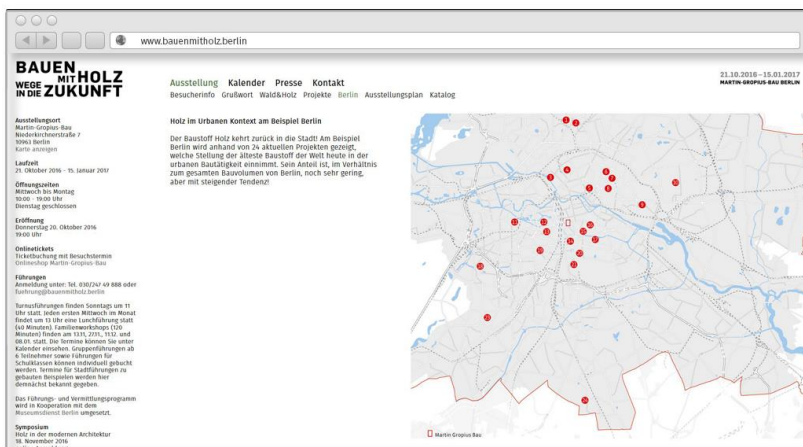 www.bauenmitholz.berlin
BAUEN
MIT HOLZ
WEGE
IN DIE ZUKUNFT
Ausstellung Kalender Presse Kontakt
Besucherinfo Grußwort Wald&Holz Projekte Berlin Ausstellungsplan Katalog
21.10.2016–15.01.2017
MARTIN-GROPIUS-BAU BERLIN
Ausstellungsort
Martin-Gropius-Bau
Niederkirchnerstraße 7
10963 Berlin
Karte anzeigen
Laufzeit
21. Oktober 2016 - 15. Januar 2017
Öffnungszeiten
Mittwoch bis Montag
10:00 - 19:00 Uhr
Dienstag geschlossen
Eröffnung
Donnerstag 20. Oktober 2016
19:00 Uhr
Onlinetickets
Ticketbuchung mit Besuchstermin
Onlineshop Martin-Gropius-Bau
Führungen
Anmeldung unter: Tel. 030/247 49 888 oder
fuehrung@bauenmitholz.berlin
Turnusführungen finden Sonntags um 11
Uhr statt. Jeden ersten Mittwoch im Monat
findet um 13 Uhr eine Lunchführung statt
(40 Minuten). Familienworkshops (120
Minuten) finden am 13.11, 27.11., 11.12. und
08.01. statt. Die Termine können Sie unter
Kalender einsehen. Gruppenführungen ab
6 Teilnehmer sowie Führungen für
Schulklassen können individuell gebucht
werden. Termine für Stadtführungen zu
gebauten Beispielen werden hier
demnächst bekannt gegeben.
Das Führungs- und Vermittlungsprogramm
wird in Kooperation mit dem
Museumsdienst Berlin umgesetzt.
Symposium
Holz in der modernen Architektur
18. November 2016
Holz im Urbanen Kontext am Beispiel Berlin
Der Baustoff Holz kehrt zurück in die Stadt! Am Beispiel
Berlin wird anhand von 24 aktuellen Projekten gezeigt,
welche Stellung der älteste Baustoff der Welt heute in der
urbanen Bautätigkeit einnimmt. Sein Anteil ist, im Verhältnis
zum gesamten Bauvolumen von Berlin, noch sehr gering,
aber mit steigender Tendenz!
Martin Gropius Bau